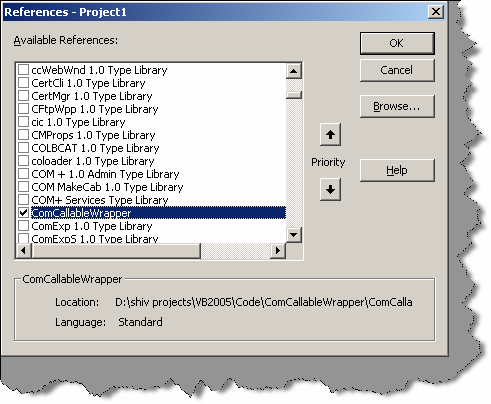 References - Project1
Available References:
ccWebWnd 1.0 Type Library
CertCli 1.0 Type Library
CertMgr 1.0 Type Library
CFtpWpp 1.0 Type Library
cic 1.0 Type Library
CMProps 1.0 Type Library
COLBCAT 1.0 Type Library
coloader 1.0 Type Library
COM + 1.0 Admin Type Library
COM MakeCab 1.0 Type Library
COM+ Services Type Library
ComCallableWrapper
ComExp 1.0 Type Library
ComExpS 1.0 Type Library
Priority
OK
Cancel
Browse...
Help
ComCallableWrapper
Location: D:\shiv projects\VB2005\Code\ComCallableWrapper\ComCalla
Language: Standard